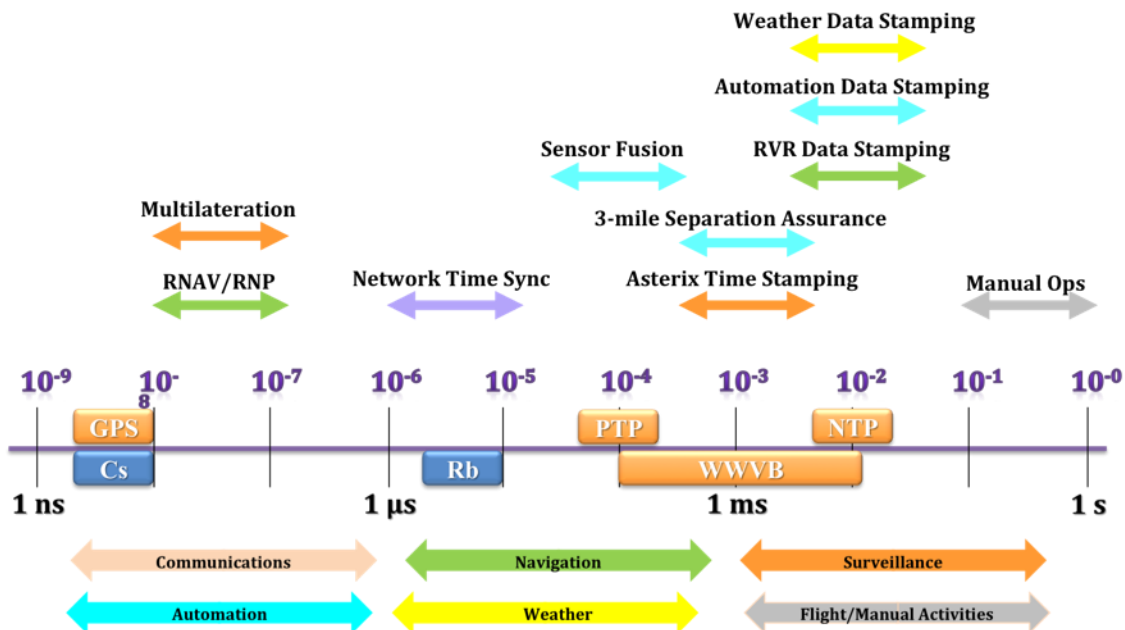 Weather Data Stamping
Automation Data Stamping
Sensor Fusion
RVR Data Stamping
Multilateration
3-mile Separation Assurance
RNAV/RNP
Network Time Sync
Asterix Time Stamping
Manual Ops
10⁻⁹ 10⁻⁸ 10⁻⁷ 10⁻⁶ 10⁻⁵ 10⁻⁴ 10⁻³ 10⁻² 10⁻¹ 10⁻⁰
GPS PTP NTP
Cs Rb WWVB
1 ns 1 μs 1 ms 1 s
Communications Navigation Surveillance
Automation Weather Flight/Manual Activities